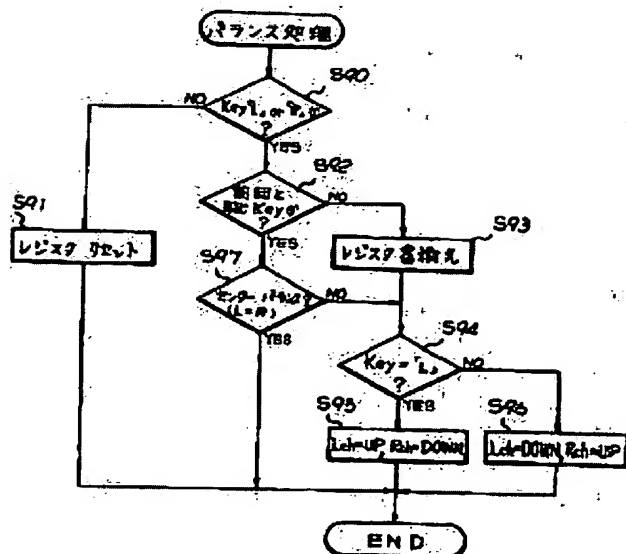 バランス処理
S90
Key「L」or「R」か
?
NO
YES
S92
前回と
同じKeyか
?
NO
YES
S91
レジスタ リセット
S93
レジスタ書換え
S97
センターバランス?
(L=R)
NO
YES
S94
Key=「L」
?
NO
YES
S95
Lch=UP, Rch=DOWN
S96
Lch=DOWN, Rch=UP
END